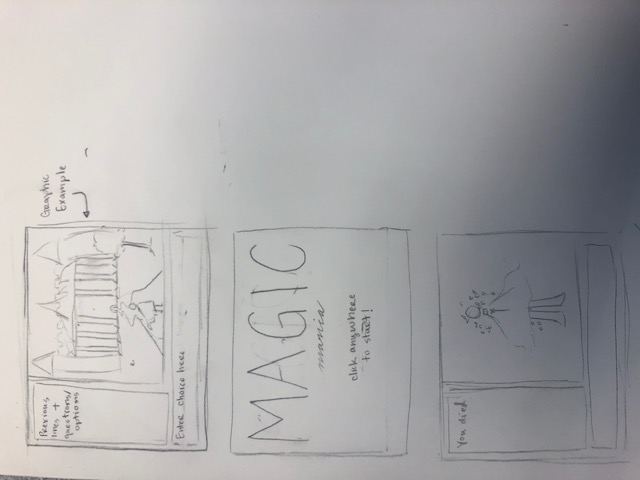 Previous
lines +
questions/
options
Graphic
Example
Enter choice here
MAGIC
mania
click anywhere
to start!
You died